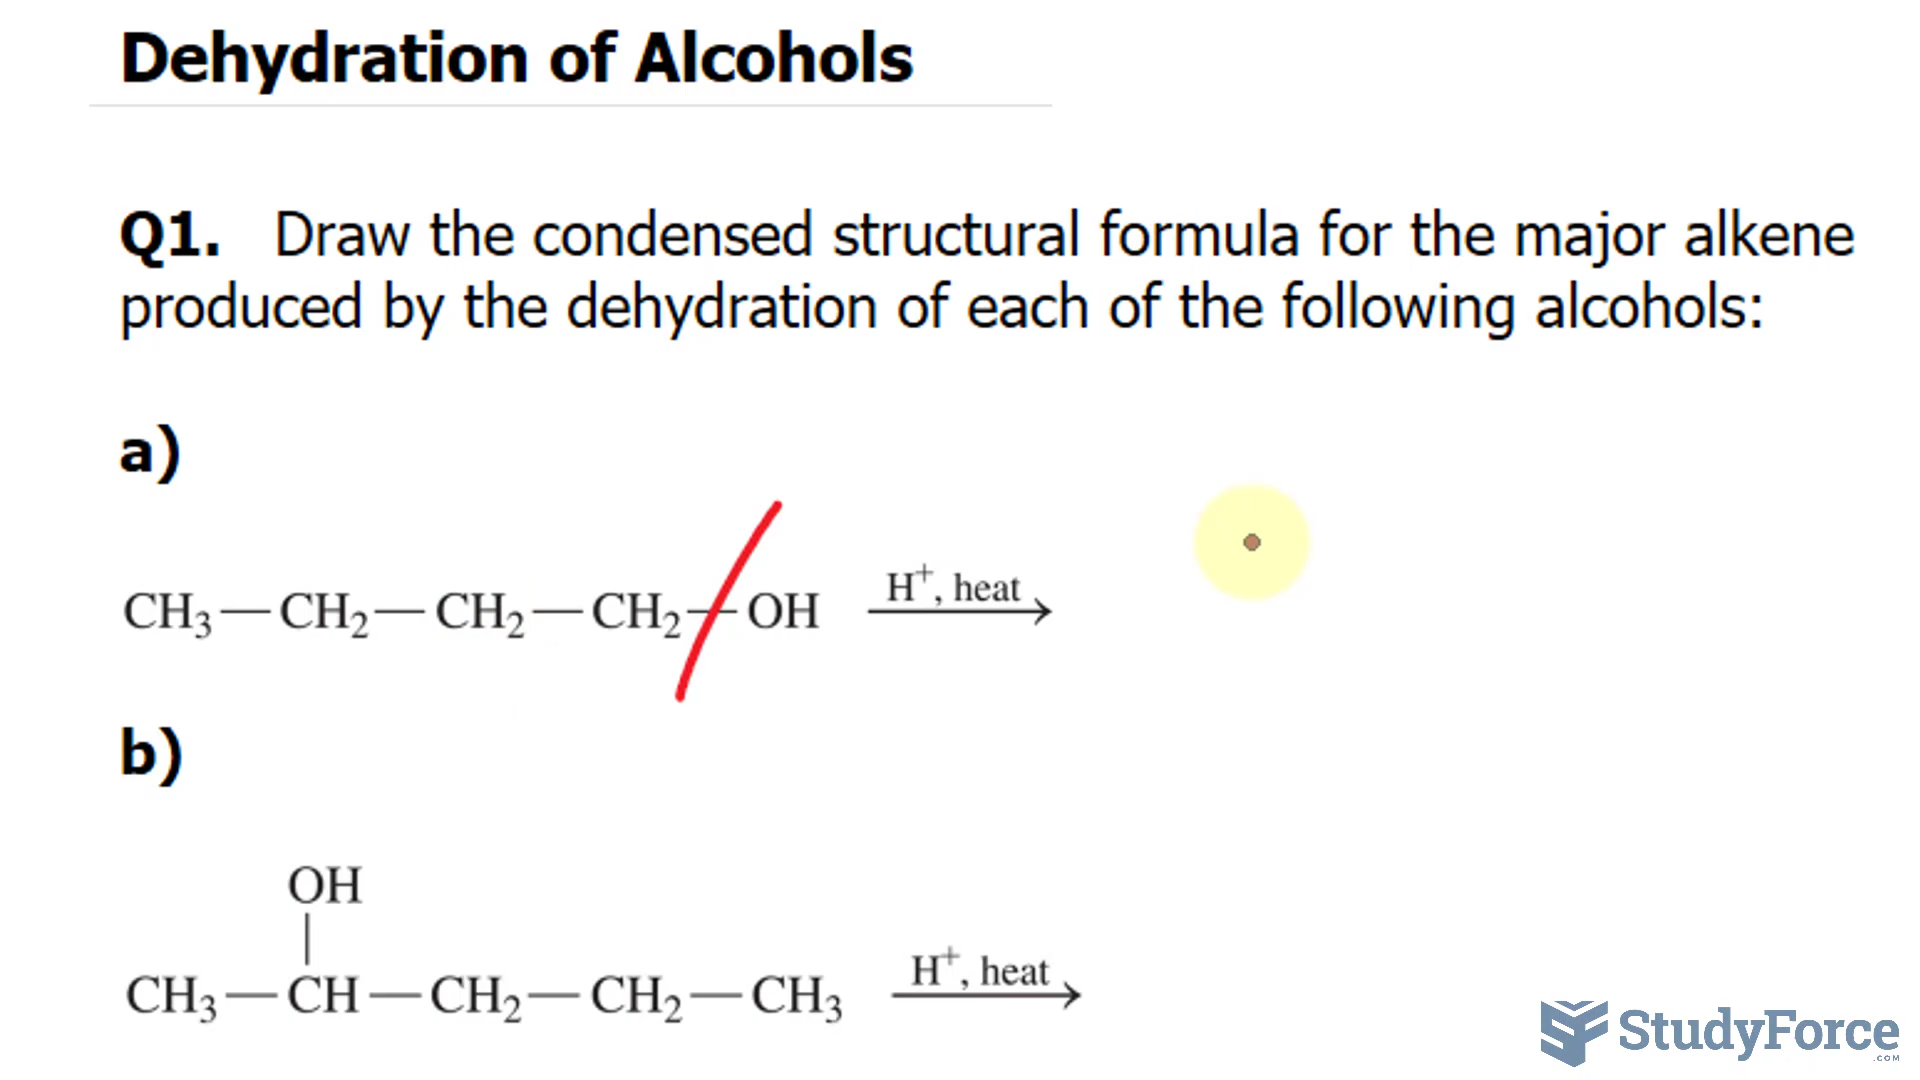 Dehydration of Alcohols
Q1. Draw the condensed structural formula for the major alkene
produced by the dehydration of each of the following alcohols:
a)
CH₃—CH₂—CH₂—CH₂—OH H⁺, heat →
b)
OH
|
CH₃—CH—CH₂—CH₂—CH₃ H⁺, heat →
StudyForce
.COM